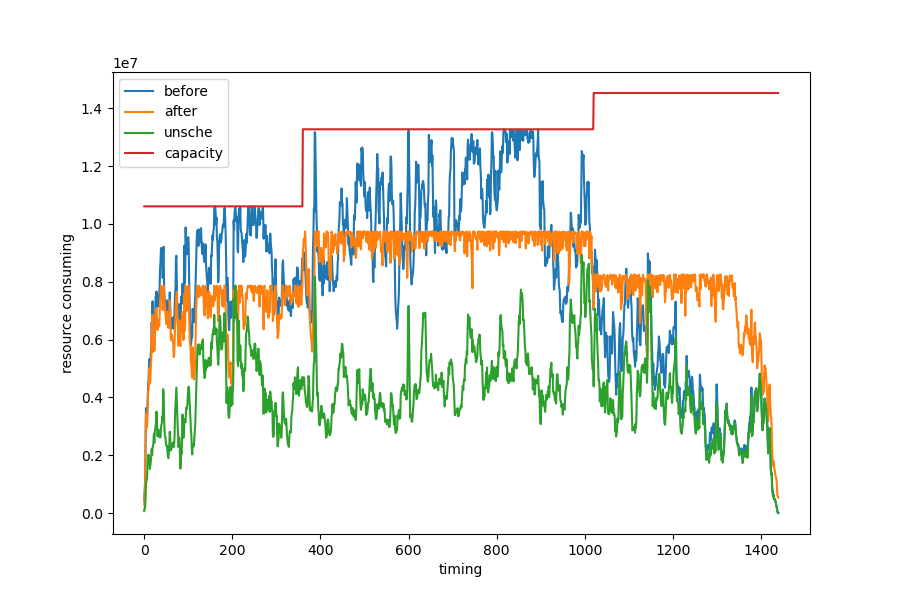 1e7
before
after
unsche
capacity
1.4
1.2
1.0
0.8
0.6
0.4
0.2
0.0
resource consuming
0 200 400 600 800 1000 1200 1400
timing